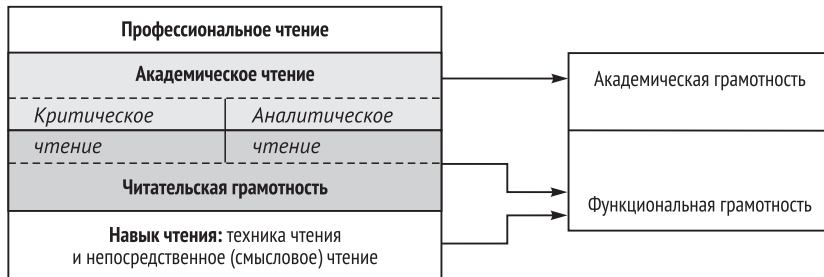 Профессиональное чтение
Академическое чтение
Критическое
Аналитическое
чтение
чтение
Читательская грамотность
Навык чтения: техника чтения
и непосредственное (смысловое) чтение
Академическая грамотность
Функциональная грамотность